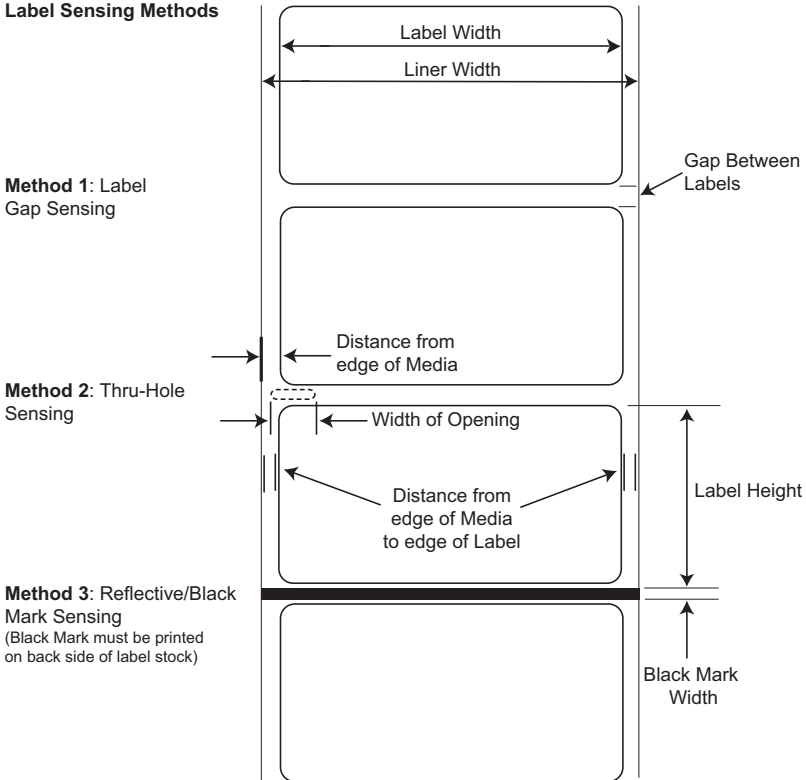 Label Sensing Methods
Label Width
Liner Width
Gap Between
Labels
Method 1: Label
Gap Sensing
Distance from
edge of Media
Method 2: Thru-Hole
Sensing
Width of Opening
Distance from
edge of Media
to edge of Label
Label Height
Method 3: Reflective/Black
Mark Sensing
(Black Mark must be printed
on back side of label stock)
Black Mark
Width